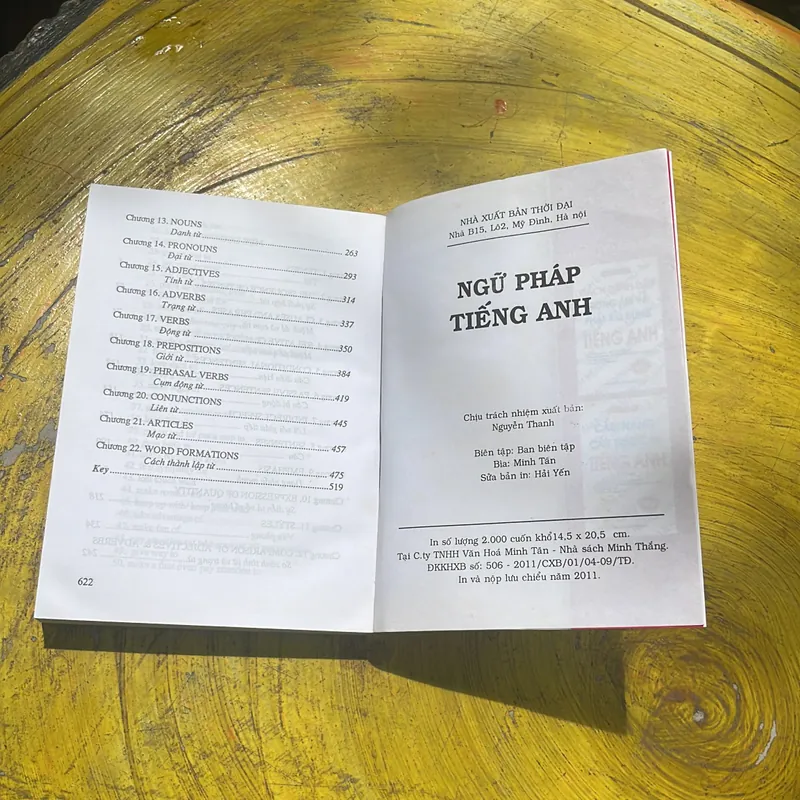 Chương 13. NOUNS
Danh từ 263
Chương 14. PRONOUNS
Đại từ 293
Chương 15. ADJECTIVES
Tính từ 314
Chương 16. ADVERBS
Trạng từ 337
Chương 17. VERBS
Động từ 350
Chương 18. PREPOSITIONS
Giới từ 384
Chương 19. PHRASAL VERBS
Cụm động từ 419
Chương 20. CONJUNCTIONS
Liên từ 445
Chương 21. ARTICLES
Mạo từ 457
Chương 22. WORD FORMATIONS
Cách thành lập từ 475
Key 519
622
NHÀ XUẤT BẢN THỜI ĐẠI
Nhà B15, Lô2, Mỹ Đình, Hà nội
NGỮ PHÁP
TIẾNG ANH
Chịu trách nhiệm xuất bản:
Nguyễn Thanh
Biên tập: Ban biên tập
Bìa: Minh Tân
Sửa bản in: Hải Yến
In số lượng 2.000 cuốn khổ14,5 x 20,5 cm.
Tại C.ty TNHH Văn Hoá Minh Tân - Nhà sách Minh Thắng.
ĐKKHXB số: 506 - 2011/CXB/01/04-09/TĐ.
In và nộp lưu chiểu năm 2011.